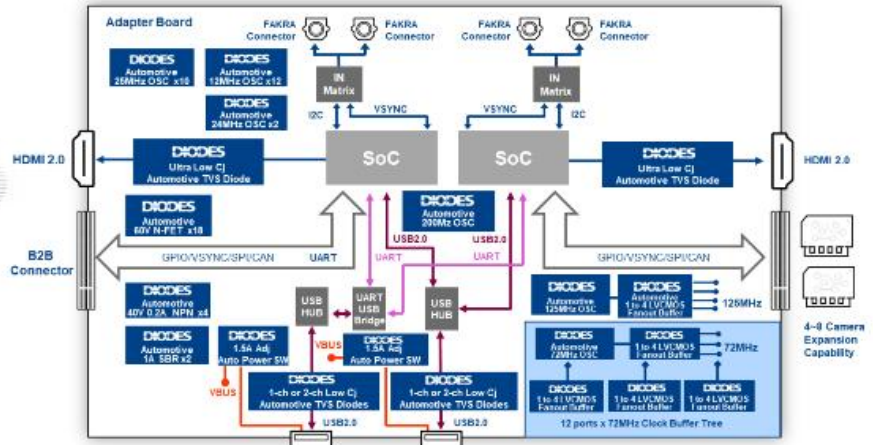 Adapter Board
FAKRA
Connector
FAKRA
Connector
FAKRA
Connector
FAKRA
Connector
DIODES
Automotive
25MHz OSC x10
DIODES
Automotive
12MHz OSC x12
DIODES
Automotive
24MHz OSC x2
IN
Matrix
IN
Matrix
I2C
VSYNC
VSYNC
I2C
SoC
SoC
HDMI 2.0
DIODES
Ultra Low Cj
Automotive TVS Diode
DIODES
Ultra Low Cj
Automotive TVS Diode
HDMI 2.0
DIODES
Automotive
60V N-FET x18
DIODES
Automotive
200Mz OSC
USB2.0
USB2.0
B2B
Connector
GPIO/VSYNC/SPI/CAN
UART
UART
UART
GPIO/VSYNC/SPI/CAN
DIODES
Automotive
40V 0.2A NPN x4
USB
HUB
UART
USB
Bridge
USB
HUB
DIODES
Automotive
125MHz OSC
DIODES
Automotive
1 to 4 LVCMOS
Fanout Buffer
125MHz
4~8 Camera
Expansion
Capability
DIODES
Automotive
1A SBR x2
DIODES
1.5A Adj
Auto Power SW
VBUS
DIODES
1.5A Adj
Auto Power SW
VBUS
DIODES
Automotive
72MHz OSC
DIODES
1 to 4 LVCMOS
Fanout Buffer
72MHz
DIODES
1-ch or 2-ch Low Cj
Automotive TVS Diodes
DIODES
1-ch or 2-ch Low Cj
Automotive TVS Diodes
DIODES
1 to 4 LVCMOS
Fanout Buffer
DIODES
1 to 4 LVCMOS
Fanout Buffer
DIODES
1 to 4 LVCMOS
Fanout Buffer
USB2.0
USB2.0
12 ports x 72MHz Clock Buffer Tree